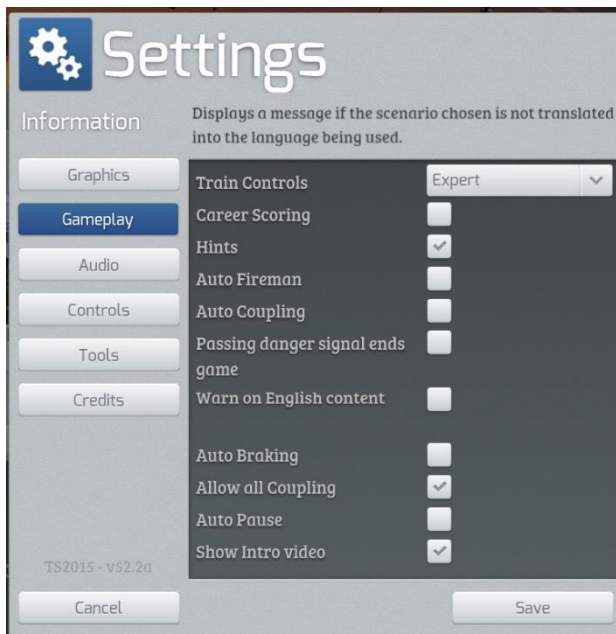 Settings
Information
Displays a message if the scenario chosen is not translated
into the language being used.
Graphics
Gameplay
Audio
Controls
Tools
Credits
Train Controls
Expert
Career Scoring
Hints
Auto Fireman
Auto Coupling
Passing danger signal ends
game
Warn on English content
Auto Braking
Allow all Coupling
Auto Pause
Show Intro video
TS2015 - v52.2a
Cancel
Save